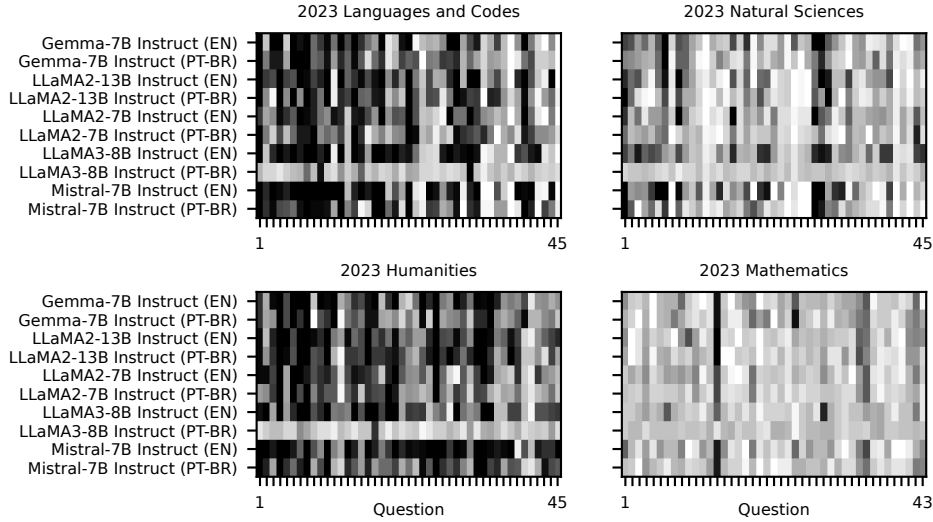 2023 Languages and Codes
2023 Natural Sciences
Gemma-7B Instruct (EN)
Gemma-7B Instruct (PT-BR)
LLaMA2-13B Instruct (EN)
LLaMA2-13B Instruct (PT-BR)
LLaMA2-7B Instruct (EN)
LLaMA2-7B Instruct (PT-BR)
LLaMA3-8B Instruct (EN)
LLaMA3-8B Instruct (PT-BR)
Mistral-7B Instruct (EN)
Mistral-7B Instruct (PT-BR)
1 45
1 45
2023 Humanities
2023 Mathematics
Gemma-7B Instruct (EN)
Gemma-7B Instruct (PT-BR)
LLaMA2-13B Instruct (EN)
LLaMA2-13B Instruct (PT-BR)
LLaMA2-7B Instruct (EN)
LLaMA2-7B Instruct (PT-BR)
LLaMA3-8B Instruct (EN)
LLaMA3-8B Instruct (PT-BR)
Mistral-7B Instruct (EN)
Mistral-7B Instruct (PT-BR)
1 45
1 43
Question
Question